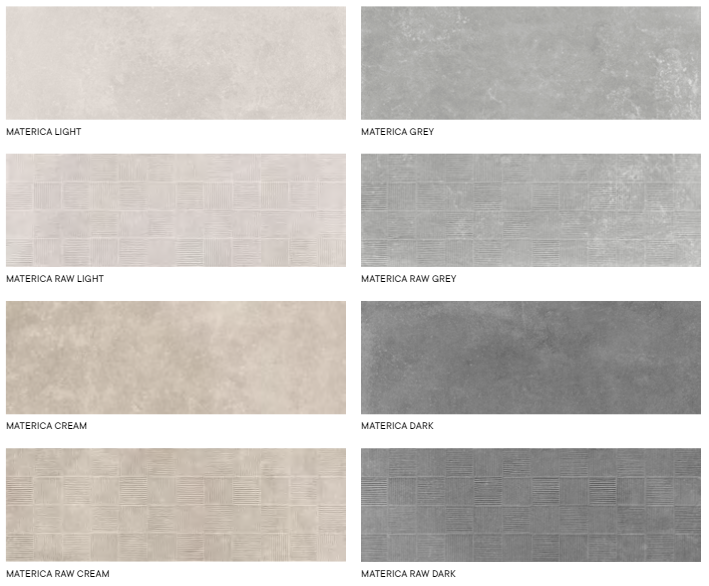 MATERICA LIGHT
MATERICA GREY
MATERICA RAW LIGHT
MATERICA RAW GREY
MATERICA CREAM
MATERICA DARK
MATERICA RAW CREAM
MATERICA RAW DARK